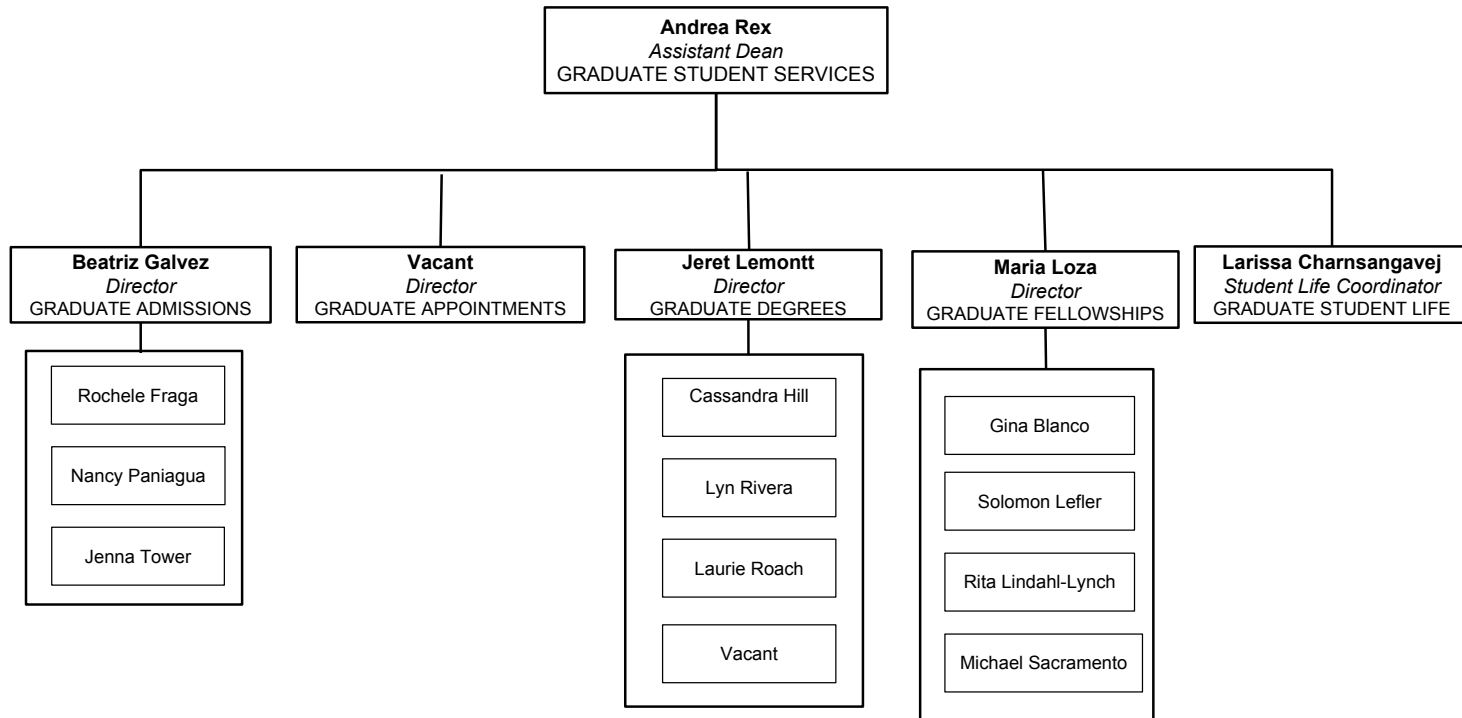 Andrea Rex
Assistant Dean
GRADUATE STUDENT SERVICES
Beatriz Galvez
Director
GRADUATE ADMISSIONS
Vacant
Director
GRADUATE APPOINTMENTS
Jeret Lemontt
Director
GRADUATE DEGREES
Maria Loza
Director
GRADUATE FELLOWSHIPS
Larissa Charnsangavej
Student Life Coordinator
GRADUATE STUDENT LIFE
Rochele Fraga
Nancy Paniagua
Jenna Tower
Cassandra Hill
Lyn Rivera
Laurie Roach
Vacant
Gina Blanco
Solomon Lefler
Rita Lindahl-Lynch
Michael Sacramento